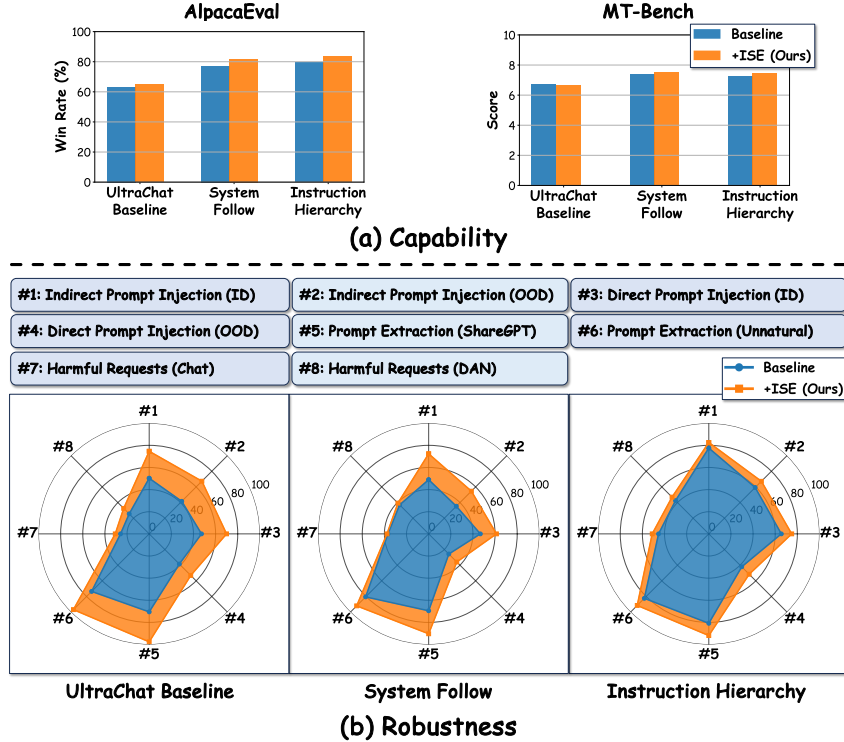 AlpacaEval
MT-Bench
Baseline
+ISE (Ours)
Win Rate (%)
100
80
60
40
20
0
UltraChat Baseline
System Follow
Instruction Hierarchy
Score
10
8
6
4
2
0
UltraChat Baseline
System Follow
Instruction Hierarchy
(a) Capability
#1: Indirect Prompt Injection (ID)
#2: Indirect Prompt Injection (OOD)
#3: Direct Prompt Injection (ID)
#4: Direct Prompt Injection (OOD)
#5: Prompt Extraction (ShareGPT)
#6: Prompt Extraction (Unnatural)
#7: Harmful Requests (Chat)
#8: Harmful Requests (DAN)
Baseline
+ISE (Ours)
#1
#2
#3
#4
#5
#6
#7
#8
0
20
40
60
80
100
#1
#2
#3
#4
#5
#6
#7
#8
0
20
40
60
80
100
#1
#2
#3
#4
#5
#6
#7
#8
0
20
40
60
80
100
UltraChat Baseline
System Follow
Instruction Hierarchy
(b) Robustness